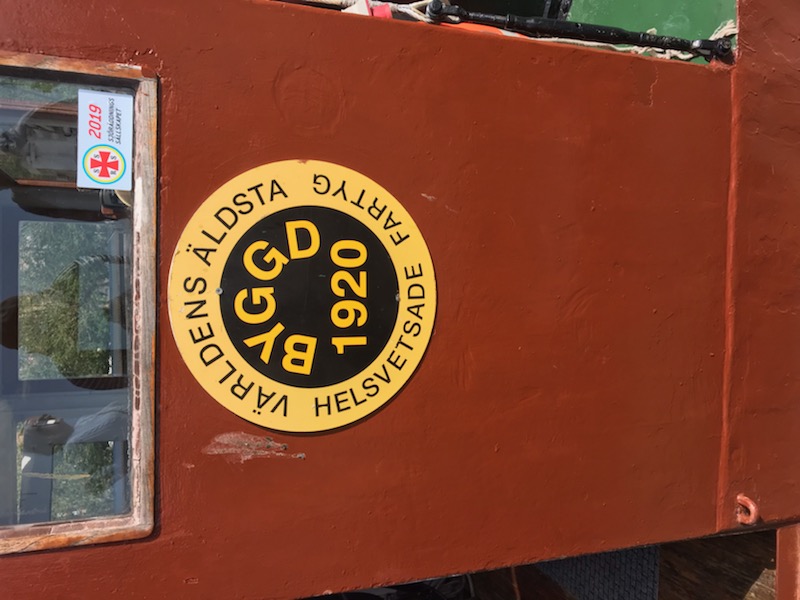 VÄRLDENS ÄLDSTA
HELSVETSADE FARTYG
BYGGD
1920
2019
SJÖRÄDDNINGS
SÄLLSKAPET